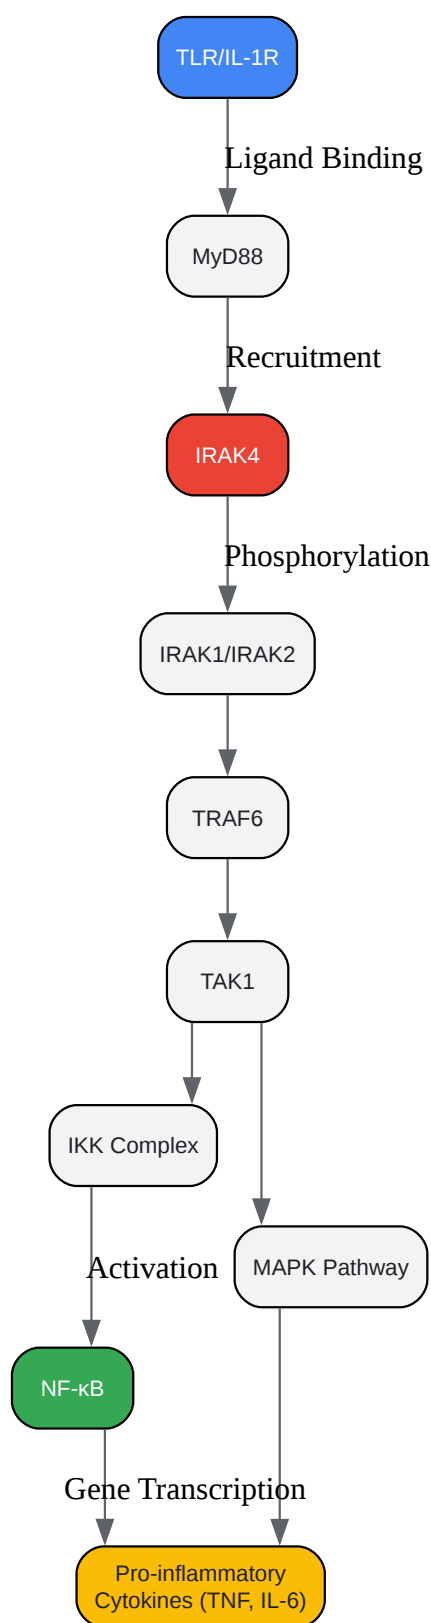 TLR/IL-1R
Ligand Binding
MyD88
Recruitment
IRAK4
Phosphorylation
IRAK1/IRAK2
TRAF6
TAK1
IKK Complex
Activation
MAPK Pathway
NF-κB
Gene Transcription
Pro-inflammatory
Cytokines (TNF, IL-6)